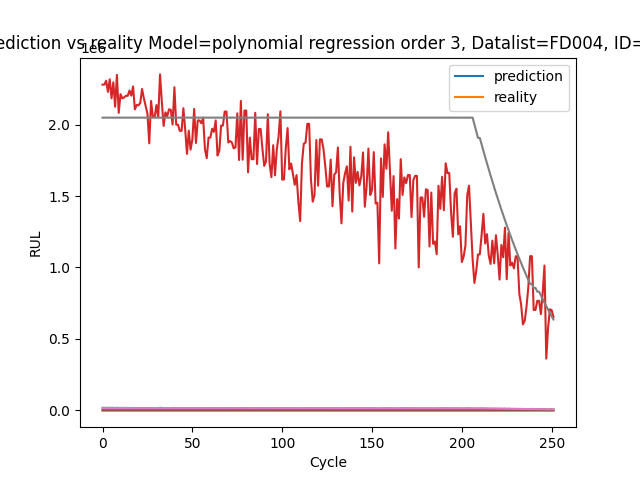 ediction vs reality Model=polynomial regression order 3, Datalist=FD004, ID=
1e6
prediction
reality
2.0
1.5
1.0
0.5
0.0
RUL
0
50
100
150
200
250
Cycle